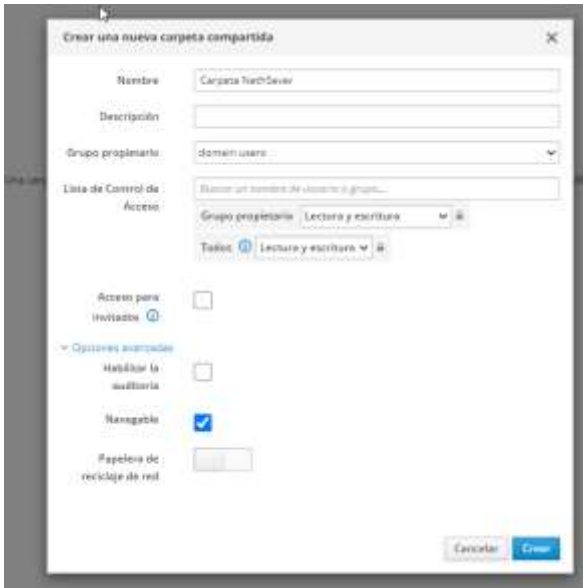 Crear una nueva carpeta compartida
Nombre
Carpeta NethSever
Descripción
Grupo propietario
domain users
Lista de Control de
Acceso
Buscar un nombre de usuario o grupo...
Grupo propietario Lectura y escritura
Todos Lectura y escritura
Acceso para
invitados
Opciones avanzadas
Habilitar la
auditoría
Navegable
Papelera de
reciclaje de red
Cancelar Crear